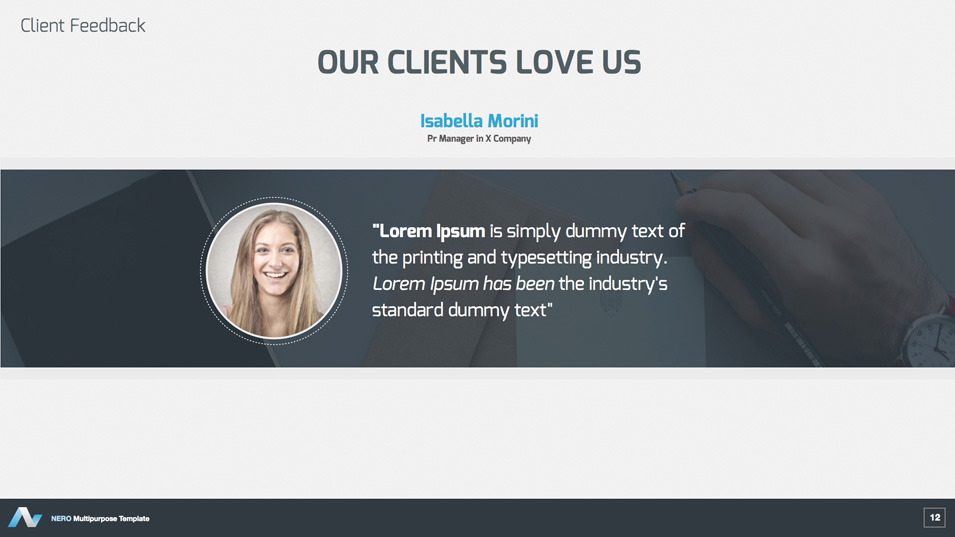 Client Feedback
OUR CLIENTS LOVE US
Isabella Morini
Pr Manager in X Company
"Lorem Ipsum is simply dummy text of
the printing and typesetting industry.
Lorem Ipsum has been the industry's
standard dummy text"
NERO Multipurpose Template
12